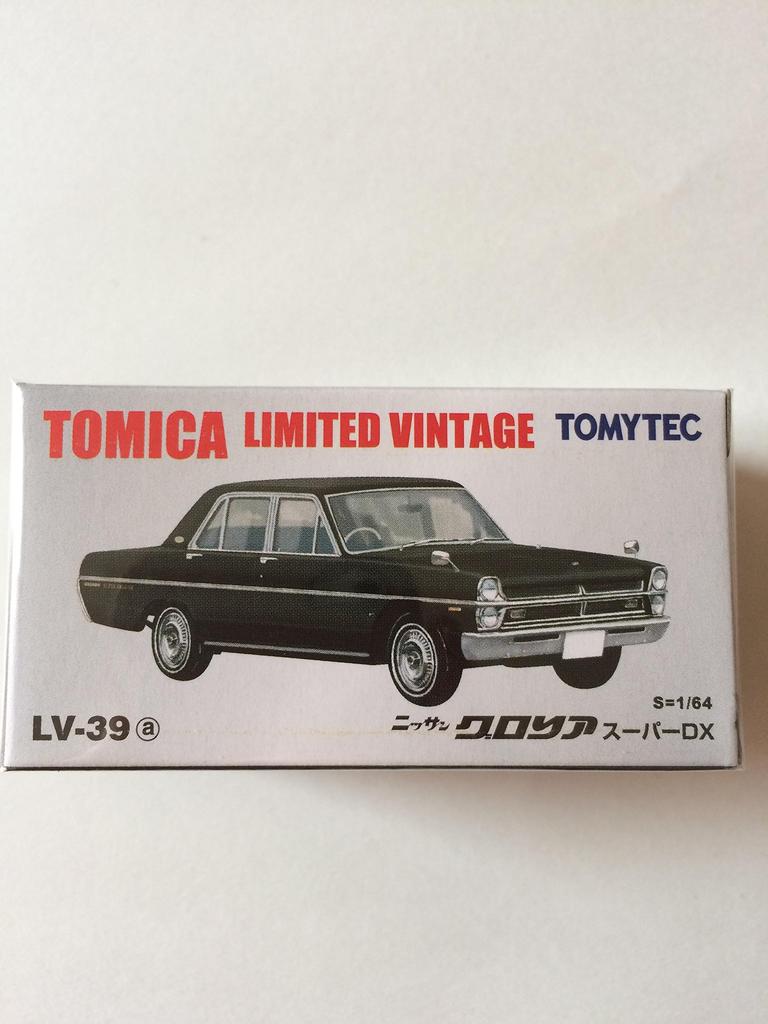 TOMICA LIMITED VINTAGE TOMYTEC
S=1/64
LV-39 ⓐ ニッサン グロリア スーパーDX